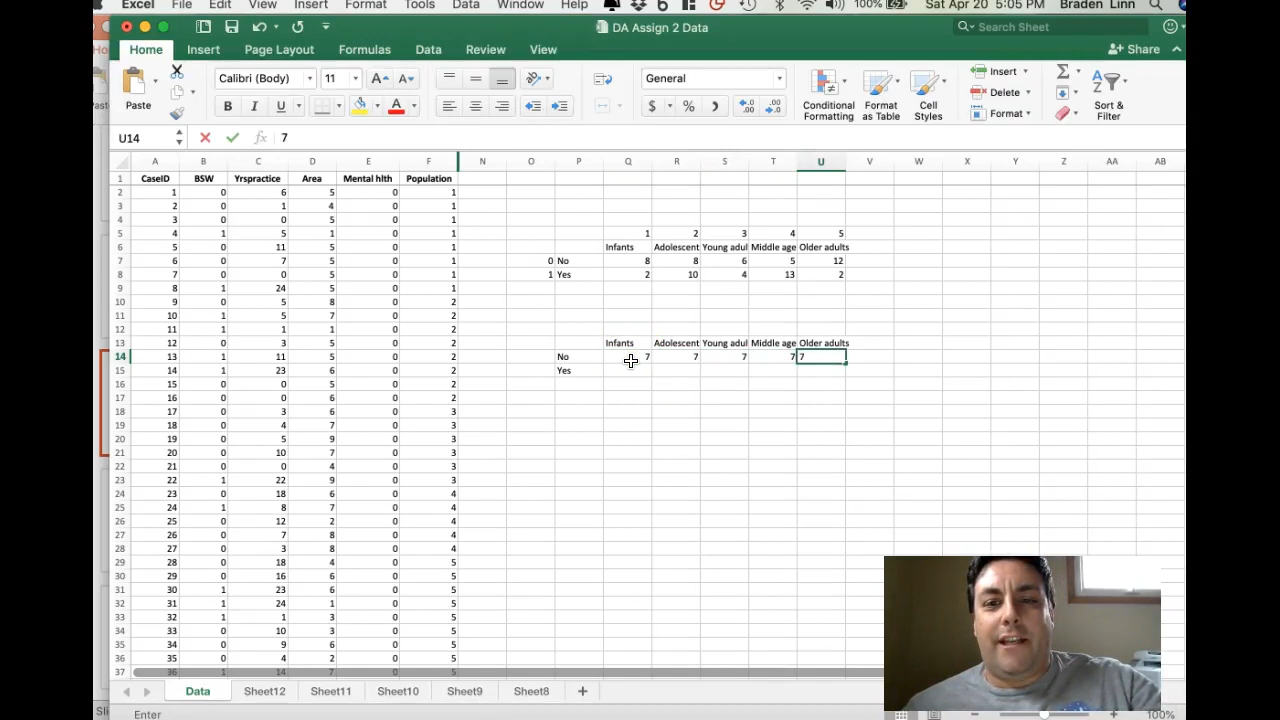 Excel File Edit View Insert Format Tools Data Window Help 100% Sat Apr 20 5:05 PM Braden Linn
DA Assign 2 Data
Search Sheet
Home Insert Page Layout Formulas Data Review View
Share
Paste
Calibri (Body) 11
General
Conditional Formatting
Format as Table
Cell Styles
Insert
Delete
Format
Sort & Filter
U14 fx 7
A B C D E F N O P Q R S T U V W X Y Z AA AB
1 CaseID BSW Yrspractice Area Mental hlth Population
2 1 0 6 5 0 1
3 2 0 1 4 0 1
4 3 0 0 5 0 1
5 4 1 5 1 0 1 1 2 3 4 5
6 5 0 11 5 0 1 Infants Adolescent Young adul Middle age Older adults
7 6 0 7 5 0 1 0 No 8 8 6 5 12
8 7 0 0 5 0 1 1 Yes 2 10 4 13 2
9 8 1 24 5 0 1
10 9 0 5 8 0 2
11 10 1 5 7 0 2
12 11 1 1 1 0 2
13 12 0 3 5 0 2 Infants Adolescent Young adul Middle age Older adults
14 13 1 11 5 0 2 No 7 7 7 7 7
15 14 1 23 6 0 2 Yes
16 15 0 0 5 0 2
17 16 0 0 6 0 2
18 17 0 3 6 0 3
19 18 0 4 7 0 3
20 19 0 5 9 0 3
21 20 0 10 7 0 3
22 21 0 0 4 0 3
23 22 1 22 9 0 3
24 23 0 18 6 0 4
25 24 1 8 7 0 4
26 25 0 12 2 0 4
27 26 0 7 8 0 4
28 27 0 3 8 0 4
29 28 0 18 4 0 5
30 29 0 16 6 0 5
31 30 1 23 6 0 5
32 31 1 24 1 0 5
33 32 1 1 3 0 5
34 33 0 10 3 0 5
35 34 0 9 6 0 5
36 35 0 4 2 0 5
37 36 1 14 7 0 5
Data Sheet12 Sheet11 Sheet10 Sheet9 Sheet8
Enter 100%